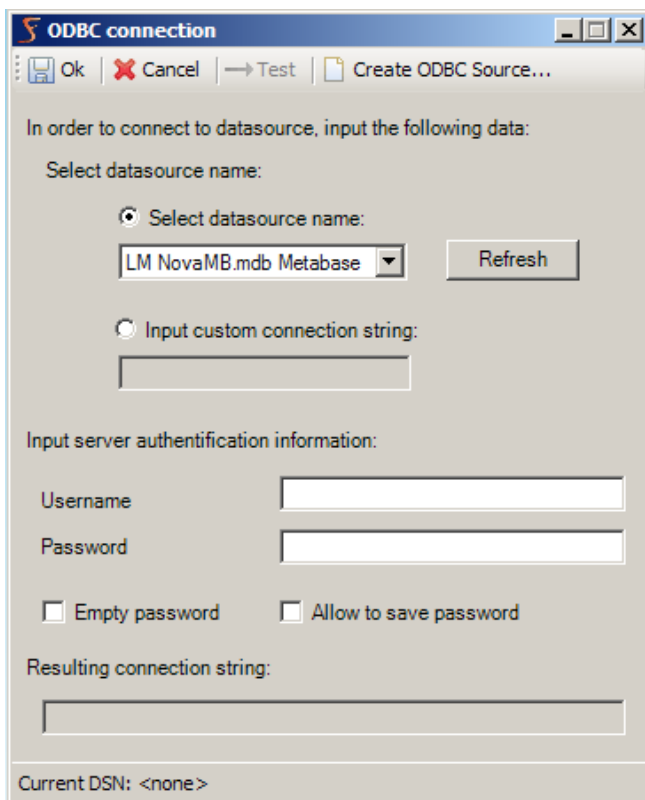 ODBC connection
Ok Cancel Test Create ODBC Source...
In order to connect to datasource, input the following data:
Select datasource name:
Select datasource name:
LM NovaMB.mdb Metabase Refresh
Input custom connection string:
Input server authentification information:
Username
Password
Empty password Allow to save password
Resulting connection string:
Current DSN: <none>